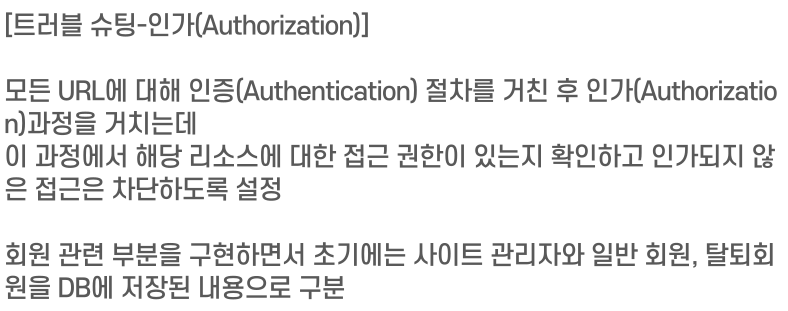 [트러블 슈팅-인가(Authorization)]
모든 URL에 대해 인증(Authentication) 절차를 거친 후 인가(Authorizatio
n)과정을 거치는데
이 과정에서 해당 리소스에 대한 접근 권한이 있는지 확인하고 인가되지 않
은 접근은 차단하도록 설정
회원 관련 부분을 구현하면서 초기에는 사이트 관리자와 일반 회원, 탈퇴회
원을 DB에 저장된 내용으로 구분